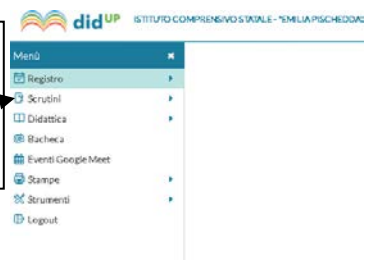 didUP ISTITUTO COMPRENSIVO STATALE - "EMILIA PISCHEDDA"
Menù
Registro
Scrutini
Didattica
Bacheca
Eventi Google Meet
Stampe
Strumenti
Logout